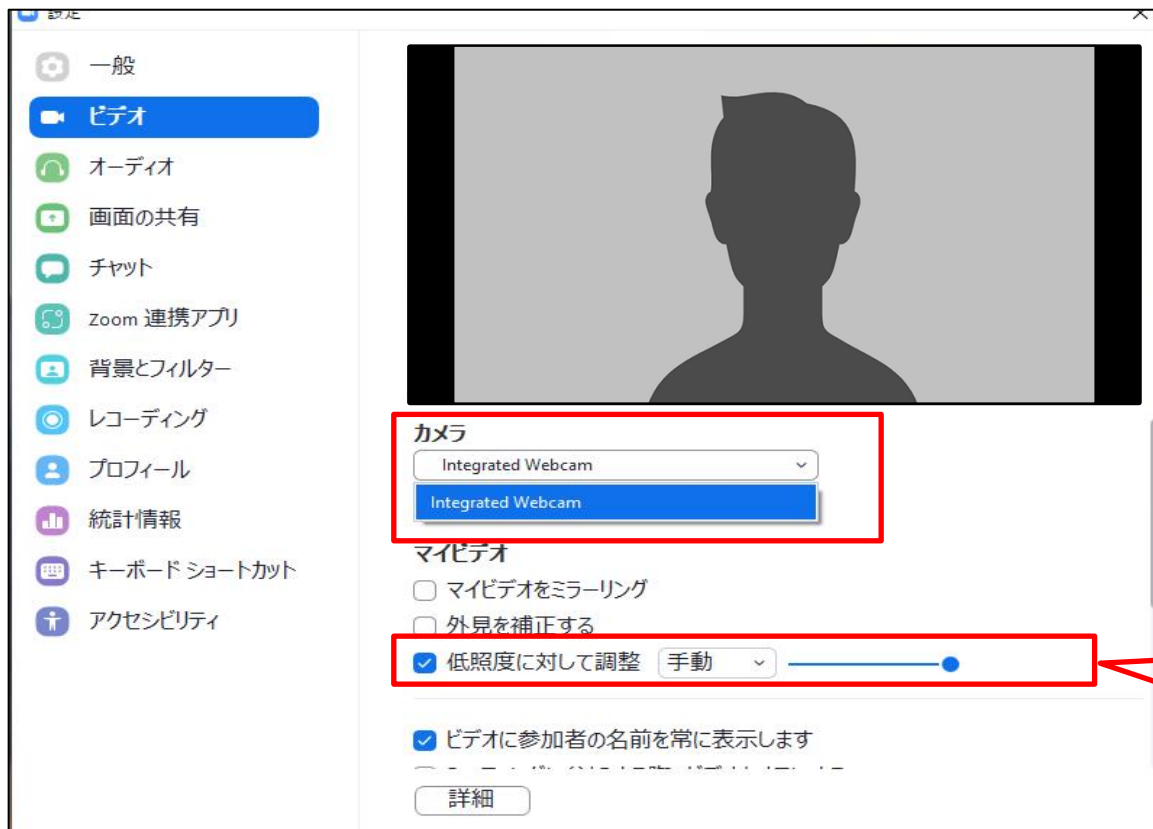 設定
一般
ビデオ
オーディオ
画面の共有
チャット
Zoom 連携アプリ
背景とフィルター
レコーディング
プロフィール
統計情報
キーボード ショートカット
アクセシビリティ
カメラ
Integrated Webcam
Integrated Webcam
マイビデオ
マイビデオをミラーリング
外見を補正する
低照度に対して調整 手動
ビデオに参加者の名前を常に表示します
詳細